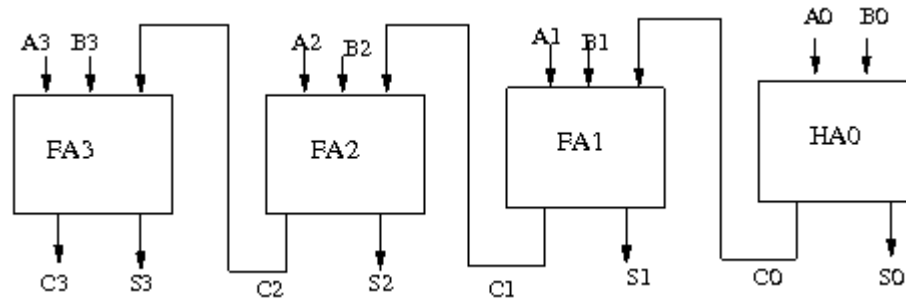 A3 B3 A2 B2 A1 B1 A0 B0
FA3 FA2 FA1 HA0
C3 S3 C2 S2 C1 S1 C0 S0